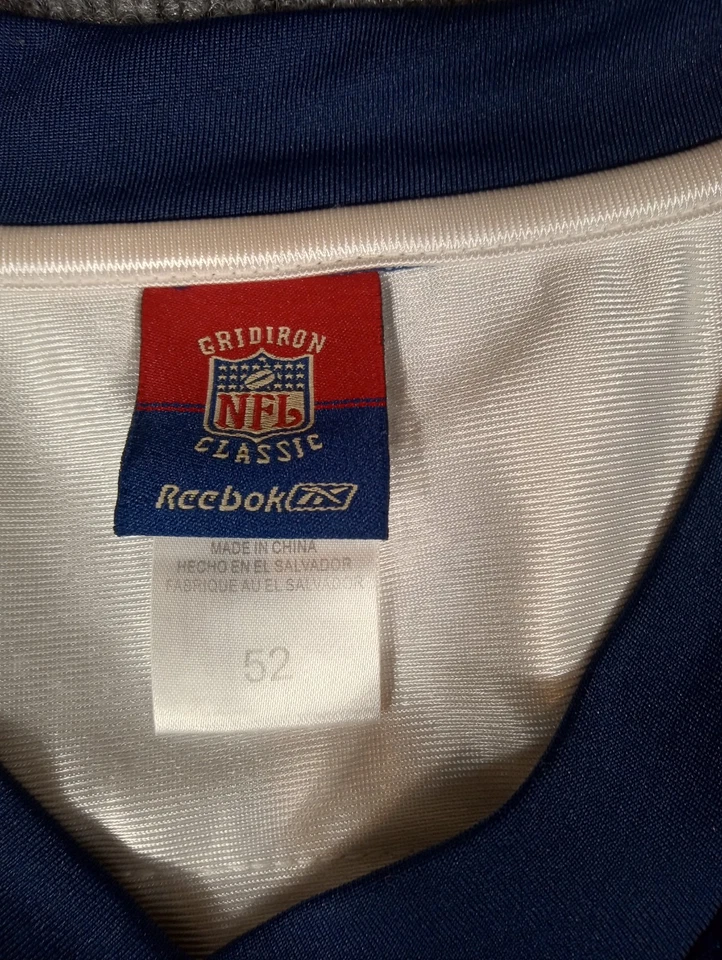 GRIDIRON
NFL
CLASSIC
Reebok
MADE IN CHINA
HECHO EN EL SALVADOR
FABRIQUE AU EL SALVADOR
52